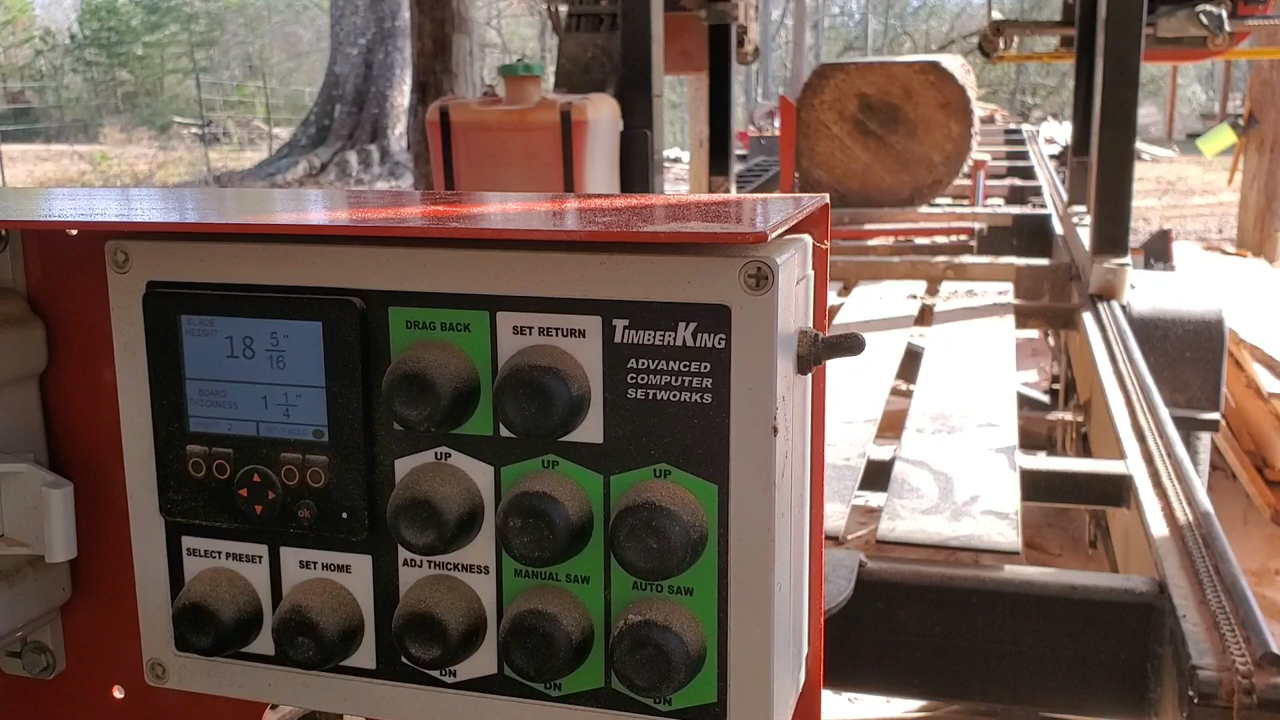 BLADE
HEIGHT
18 5/16"
BOARD
THICKNESS
1 1/4"
DRAG BACK
SET RETURN
TIMBERKING
ADVANCED
COMPUTER
SETWORKS
ok
UP
UP
UP
ADJ THICKNESS
MANUAL SAW
AUTO SAW
SELECT PRESET
SET HOME
DN
DN
DN